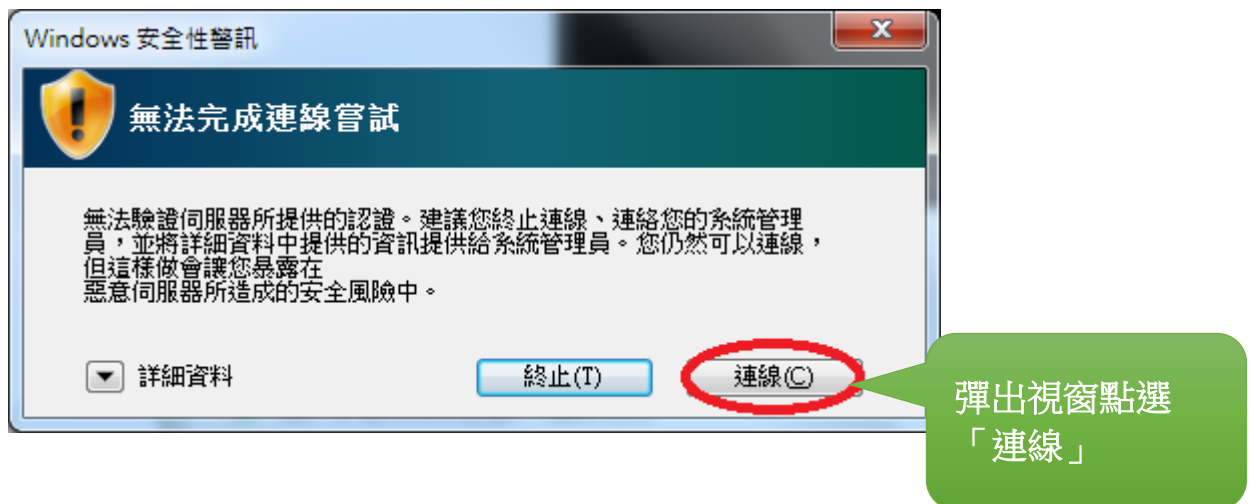 Windows 安全性警訊
無法完成連線嘗試
無法驗證伺服器所提供的認證。建議您終止連線、連絡您的系統管理
員,並將詳細資料中提供的資訊提供給系統管理員。您仍然可以連線,
但這樣做會讓您暴露在
惡意伺服器所造成的安全風險中。
詳細資料
終止(T)
連線(C)
彈出視窗點選
「連線」